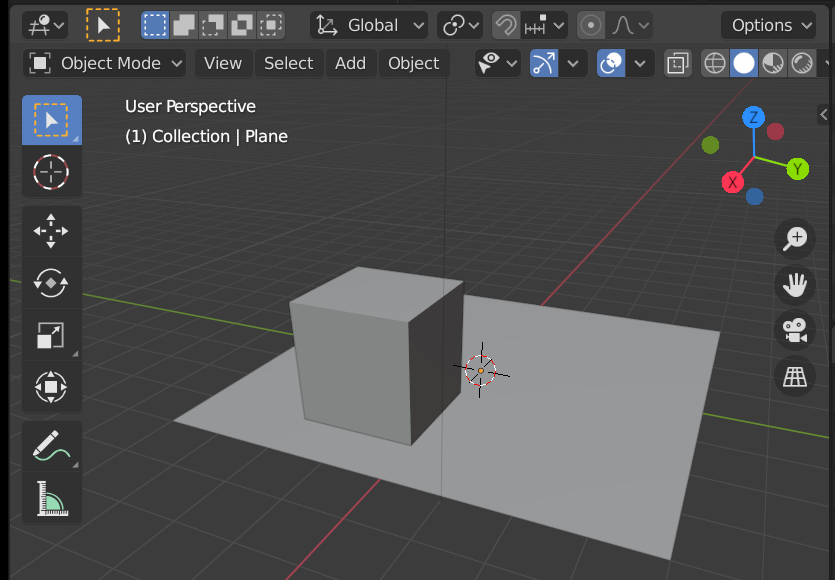 Global
Options
Object Mode
View
Select
Add
Object
User Perspective
(1) Collection | Plane
Z
Y
X